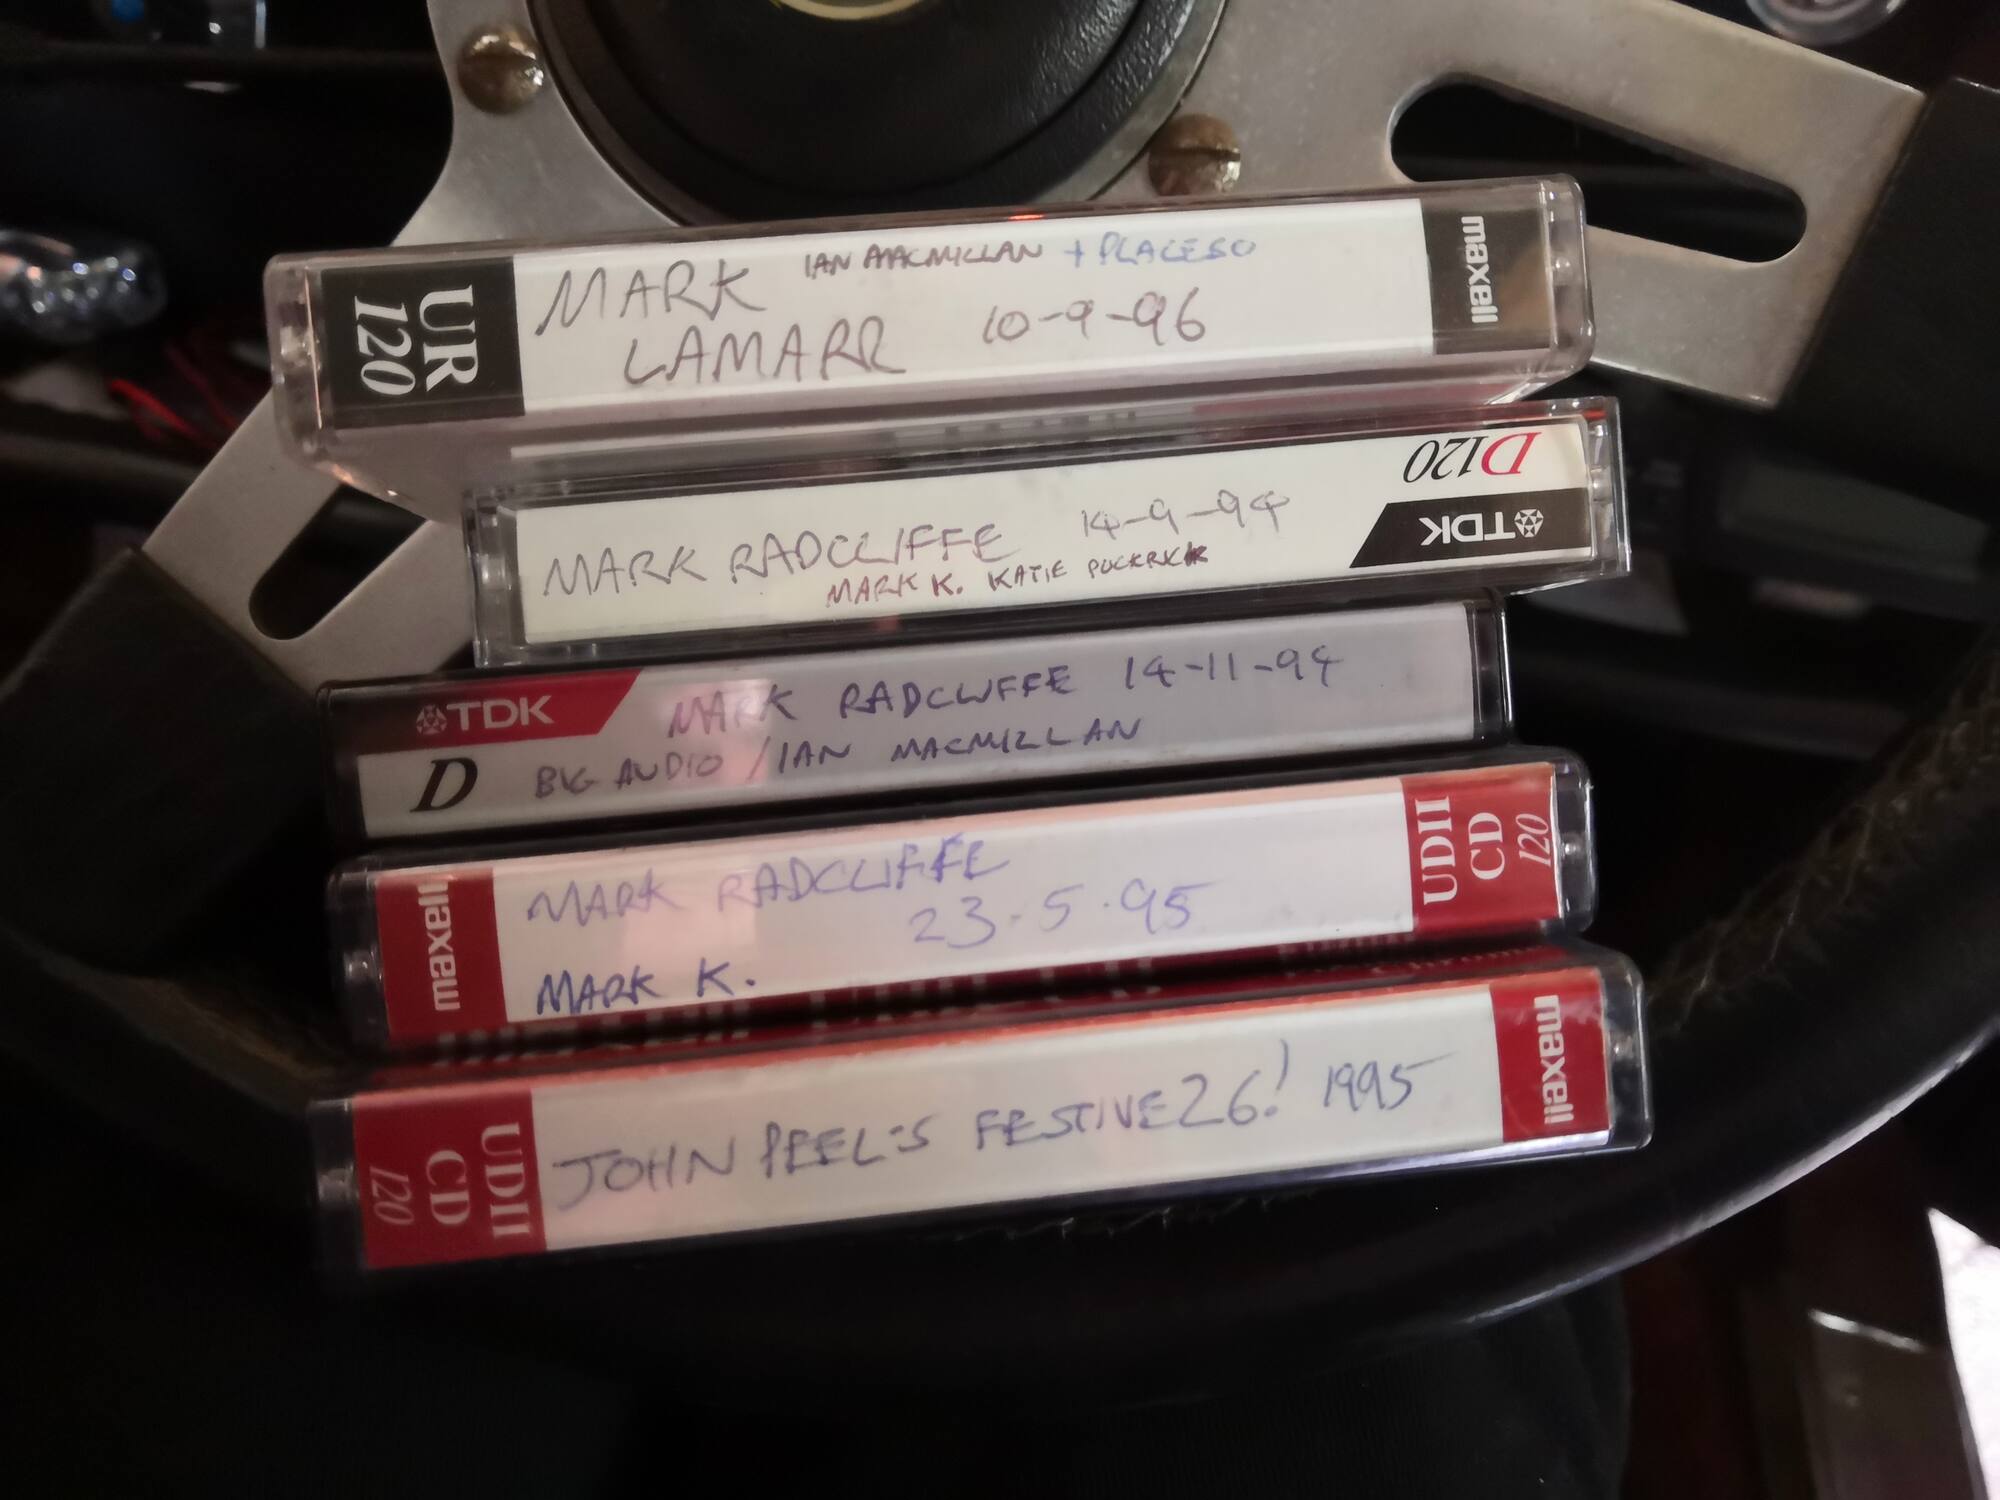 UR
120
MARK IAN MACMILLAN + PLACEBO
LAMARR 10-9-96
maxell
MARK RADCLIFFE 14-9-94
MARK K. KATIE
D120
TDK
TDK
D
MARK RADCLIFFE 14-11-94
BIG AUDIO / IAN MACMILLAN
maxell
MARK RADCLIFFE
23.5.95
MARK K.
UDII
CD
120
UDII
CD
120
JOHN PEEL'S FESTIVE 26! 1995
maxell